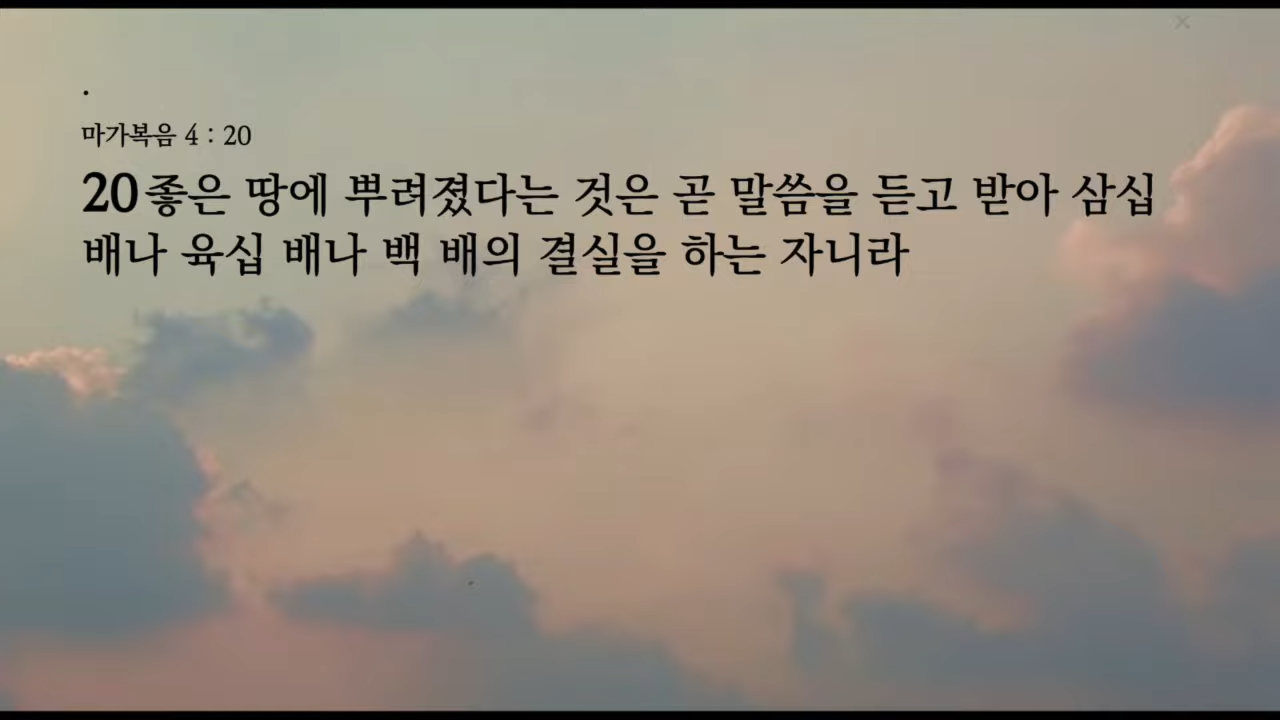 마가복음 4 : 20
20 좋은 땅에 뿌려졌다는 것은 곧 말씀을 듣고 받아 삼십
배나 육십 배나 백 배의 결실을 하는 자니라